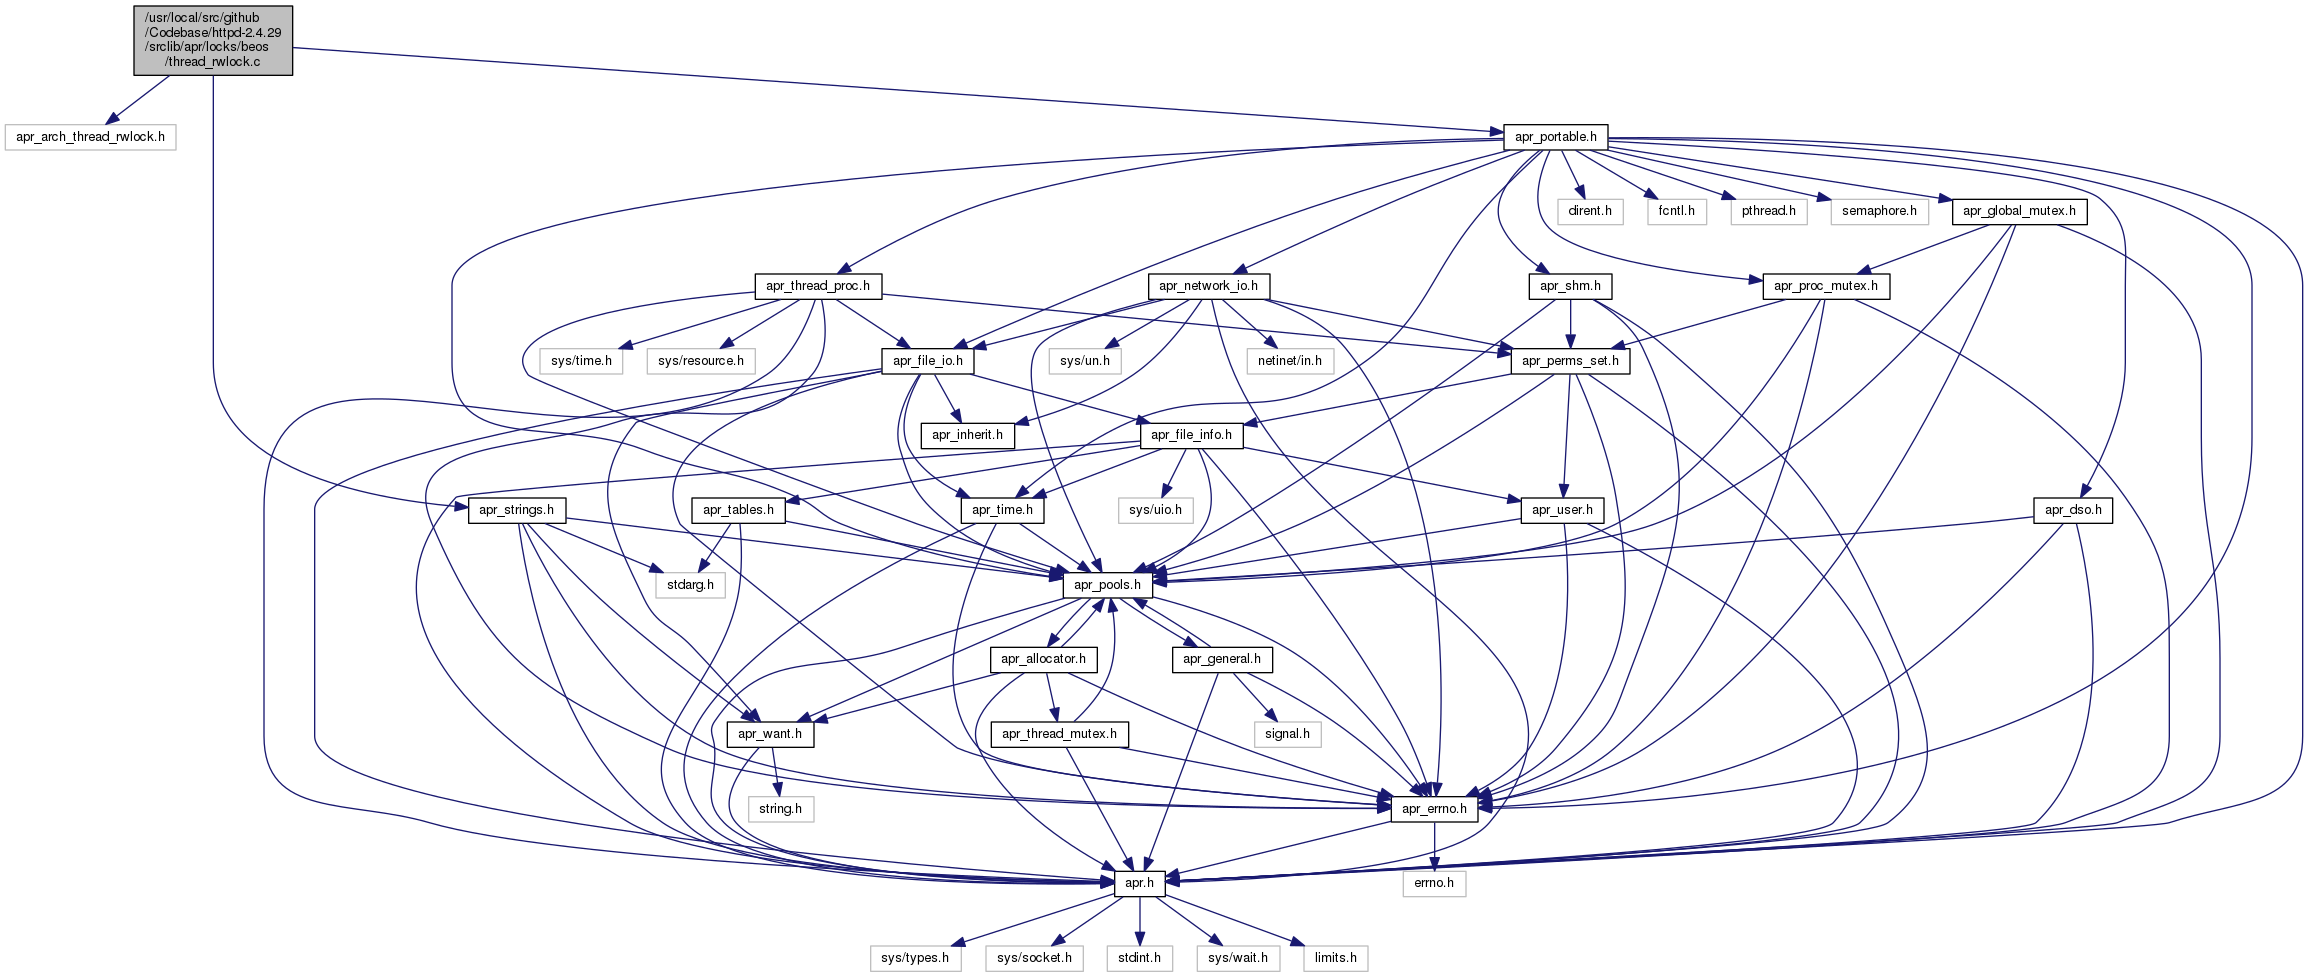 /usr/local/src/github
/Codebase/httpd-2.4.29
/srclib/apr/locks/beos
/thread_rwlock.c
apr_arch_thread_rwlock.h
apr_portable.h
dirent.h
fcntl.h
pthread.h
semaphore.h
apr_global_mutex.h
apr_thread_proc.h
apr_network_io.h
apr_shm.h
apr_proc_mutex.h
sys/time.h
sys/resource.h
apr_file_io.h
sys/un.h
netinet/in.h
apr_perms_set.h
apr_inherit.h
apr_file_info.h
apr_strings.h
apr_tables.h
apr_time.h
sys/uio.h
apr_user.h
apr_dso.h
stdarg.h
apr_pools.h
apr_allocator.h
apr_general.h
apr_want.h
apr_thread_mutex.h
signal.h
string.h
apr_errno.h
apr.h
errno.h
sys/types.h
sys/socket.h
stdint.h
sys/wait.h
limits.h